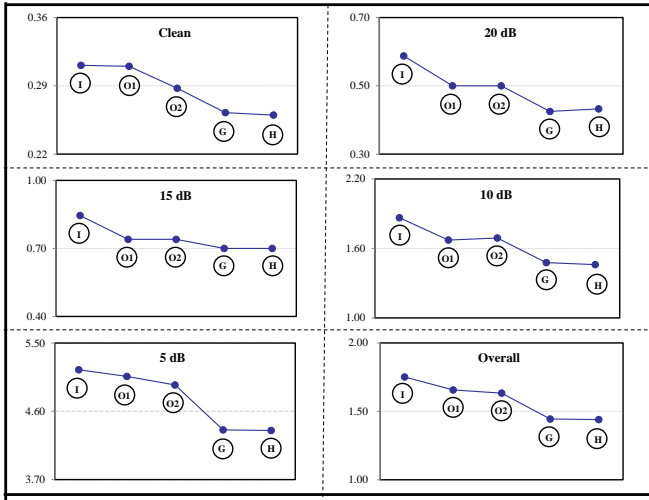 Clean
0.36
0.29
0.22
I
O1
O2
G
H
20 dB
0.70
0.50
0.30
I
O1
O2
G
H
15 dB
1.00
0.70
0.40
I
O1
O2
G
H
10 dB
2.20
1.60
1.00
I
O1
O2
G
H
5 dB
5.50
4.60
3.70
I
O1
O2
G
H
Overall
2.00
1.50
1.00
I
O1
O2
G
H